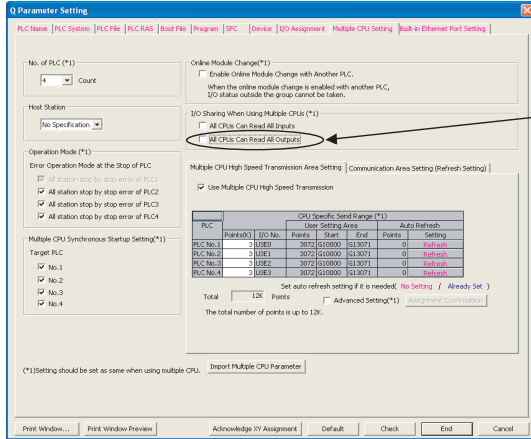 Q Parameter Setting
PLC Name PLC System PLC File PLC RAS Boot File Program SFC Device I/O Assignment Multiple CPU Setting Built-in Ethernet Port Setting
No. of PLC (*1)
4 Count
Host Station
No Specification
Operation Mode (*1)
Error Operation Mode at the Stop of PLC
All station stop by stop error of PLC1
All station stop by stop error of PLC2
All station stop by stop error of PLC3
All station stop by stop error of PLC4
Multiple CPU Synchronous Startup Setting(*1)
Target PLC
No.1
No.2
No.3
No.4
Online Module Change(*1)
Enable Online Module Change with Another PLC.
When the online module change is enabled with another PLC,
I/O status outside the group cannot be taken.
I/O Sharing When Using Multiple CPUs (*1)
All CPUs Can Read All Inputs
All CPUs Can Read All Outputs
Multiple CPU High Speed Transmission Area Setting Communication Area Setting (Refresh Setting)
Use Multiple CPU High Speed Transmission
CPU Specific Send Range (*1)
PLC User Setting Area Auto Refresh
Points(K) I/O No. Points Start End Points Setting
PLC No.1 3 U3E0 3072 G10000 G13071 0 Refresh
PLC No.2 3 U3E1 3072 G10000 G13071 0 Refresh
PLC No.3 3 U3E2 3072 G10000 G13071 0 Refresh
PLC No.4 3 U3E3 3072 G10000 G13071 0 Refresh
Set auto refresh setting if it is needed( No Setting / Already Set )
Total 12K Points Advanced Setting(*1) Assignment Confirmation
The total number of points is up to 12K.
(*1)Setting should be set as same when using multiple CPU. Import Multiple CPU Parameter
Print Window... Print Window Preview Acknowledge XY Assignment Default Check End Cancel